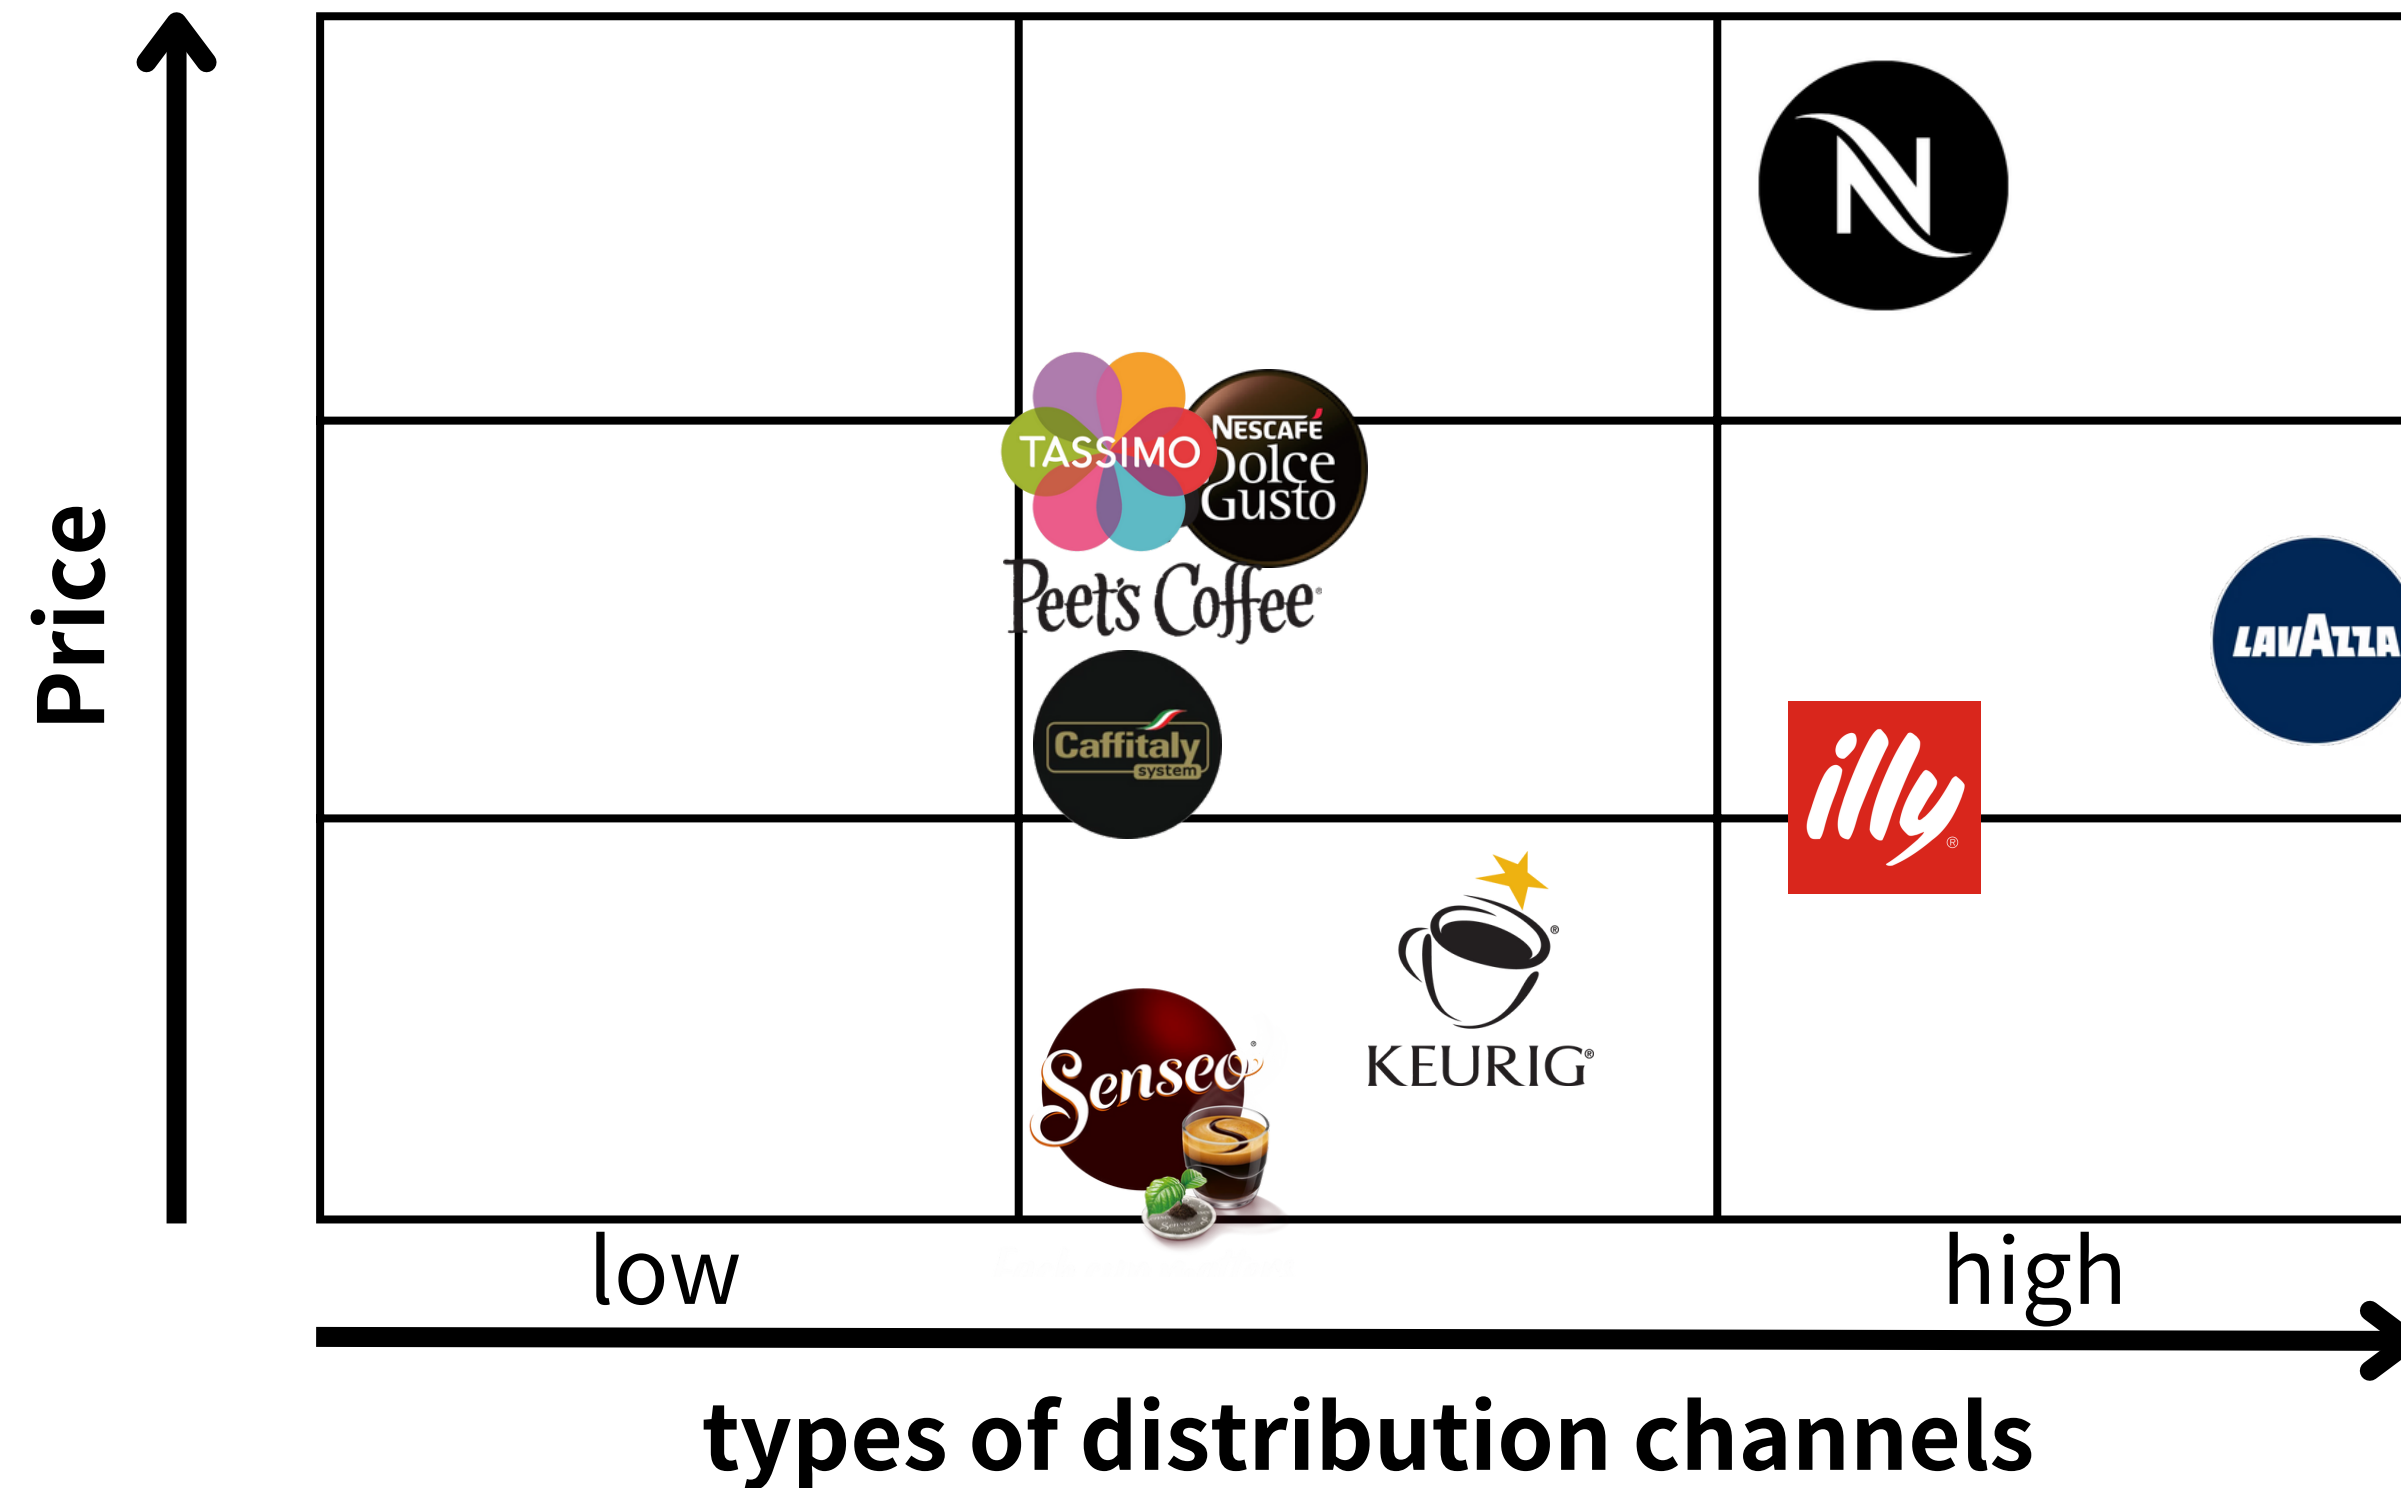 N
TASSIMO
NESCAFÉ
Dolce
Gusto
Price
Peet's Coffee
LAVAZZA
Caffitaly
system
illy®
Senseo®
KEURIG®
low
high
types of distribution channels